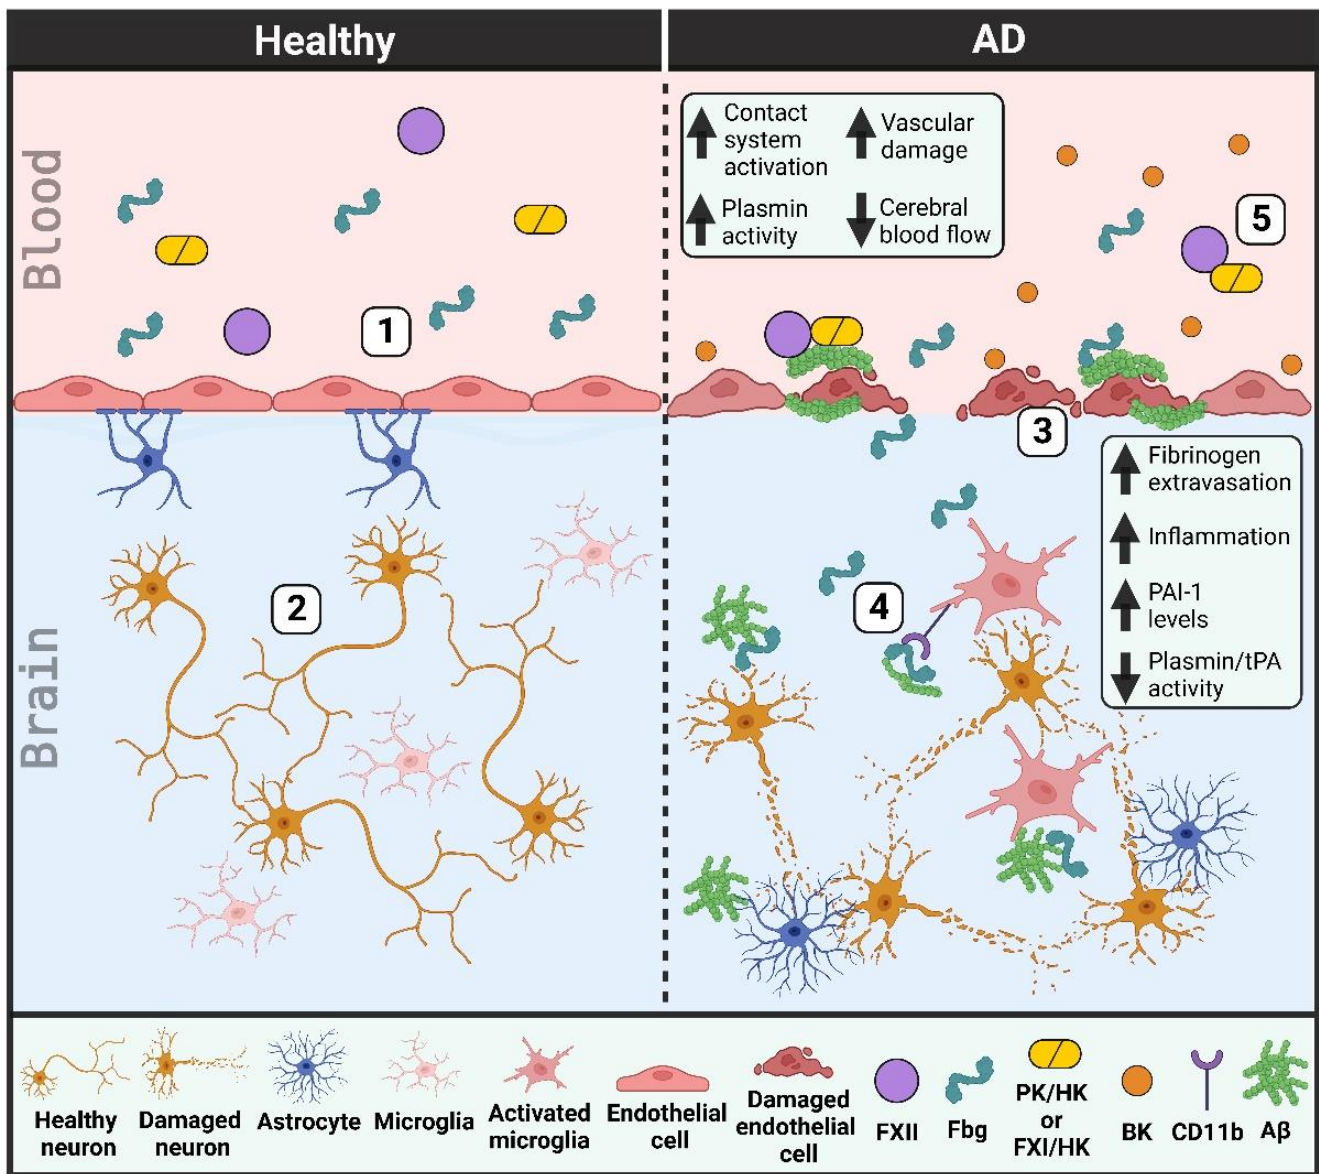 Healthy
AD
Blood
Brain
1
2
Contact
system
activation
Vascular
damage
Plasmin
activity
Cerebral
blood flow
5
3
4
Fibrinogen
extravasation
Inflammation
PAI-1
levels
Plasmin/tPA
activity
Healthy
neuron
Damaged
neuron
Astrocyte
Microglia
Activated
microglia
Endothelial
cell
Damaged
endothelial
cell
FXII
Fbg
PK/HK
or
FXI/HK
BK
CD11b
Aβ